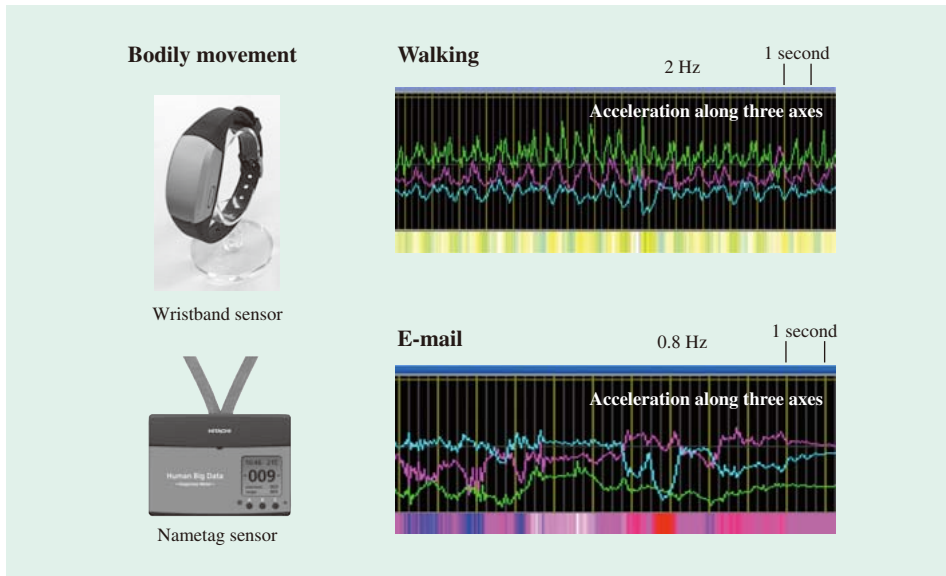 Bodily movement
Wristband sensor
HITACHI
Human Big Data
009
Nametag sensor
Walking
2 Hz
1 second
Acceleration along three axes
E-mail
0.8 Hz
1 second
Acceleration along three axes